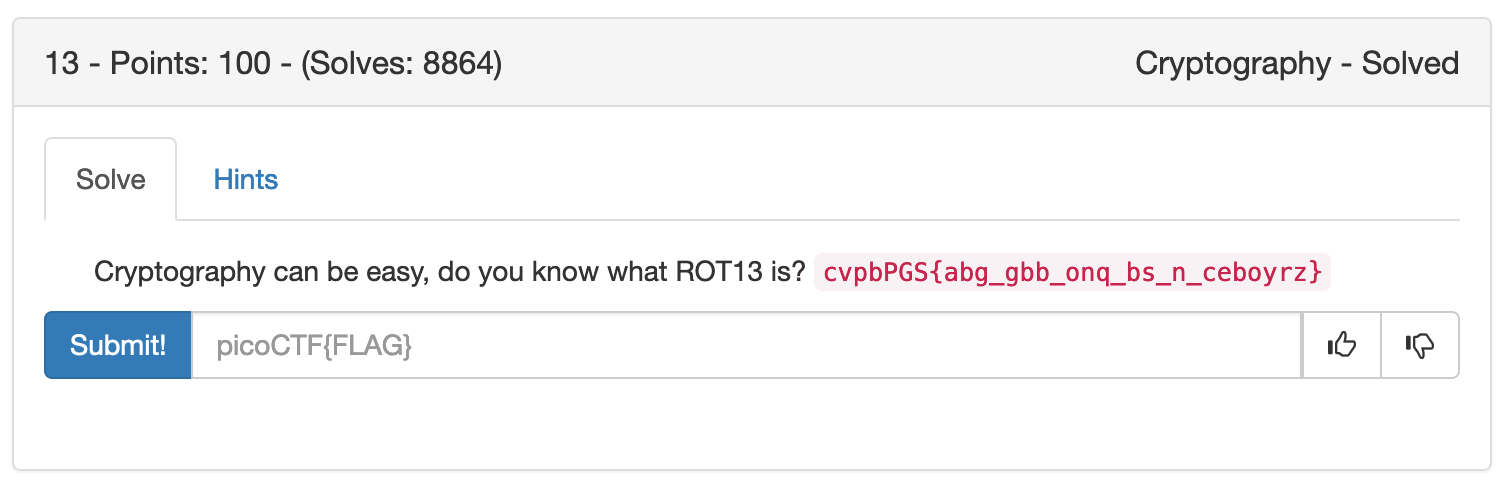 13 - Points: 100 - (Solves: 8864) Cryptography - Solved
Solve Hints
Cryptography can be easy, do you know what ROT13 is? cvpbPGS{abg_gbb_onq_bs_n_ceboyrz}
Submit! picoCTF{FLAG}